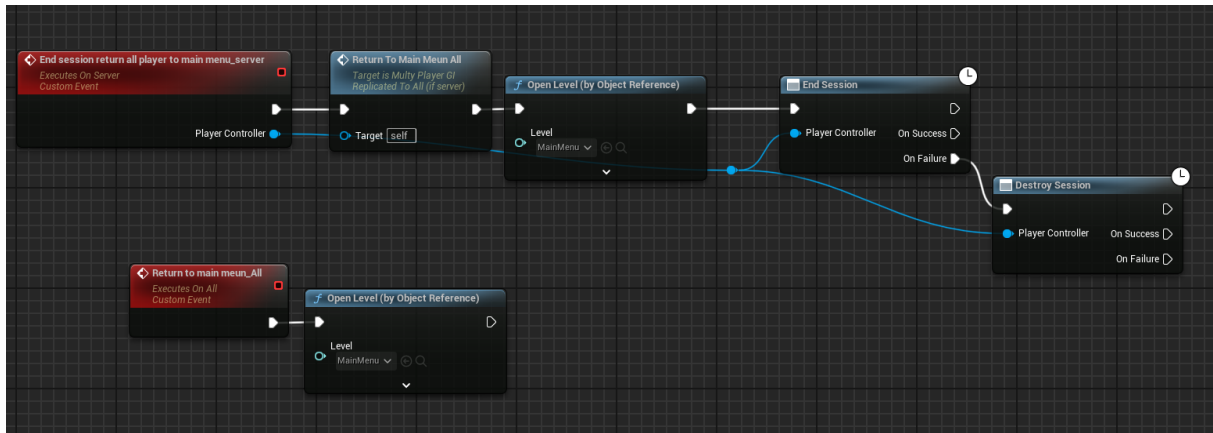 End session return all player to main menu_server
Executes On Server
Custom Event
Player Controller
Return To Main Meun All
Target is Multy Player GI
Replicated To All (if server)
Target self
f Open Level (by Object Reference)
Level
MainMenu
End Session
Player Controller
On Success
On Failure
Destroy Session
Player Controller
On Success
On Failure
Return to main meun_All
Executes On All
Custom Event
f Open Level (by Object Reference)
Level
MainMenu